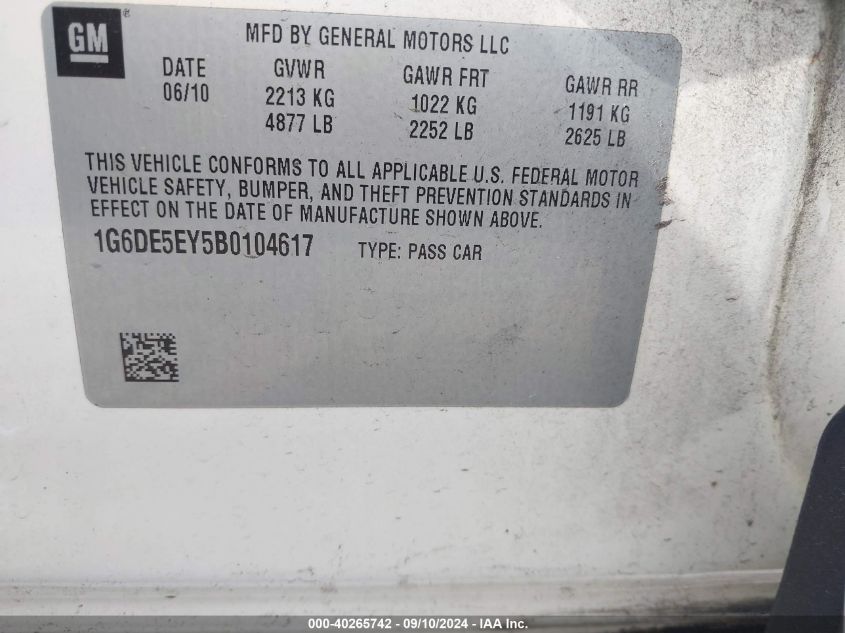 GM®
MFD BY GENERAL MOTORS LLC
DATE GVWR GAWR FRT GAWR RR
06/10 2213 KG 1022 KG 1191 KG
4877 LB 2252 LB 2625 LB
THIS VEHICLE CONFORMS TO ALL APPLICABLE U.S. FEDERAL MOTOR
VEHICLE SAFETY, BUMPER, AND THEFT PREVENTION STANDARDS IN
EFFECT ON THE DATE OF MANUFACTURE SHOWN ABOVE.
1G6DE5EY5B0104617 TYPE: PASS CAR
000-40265742 - 09/10/2024 - IAA Inc.